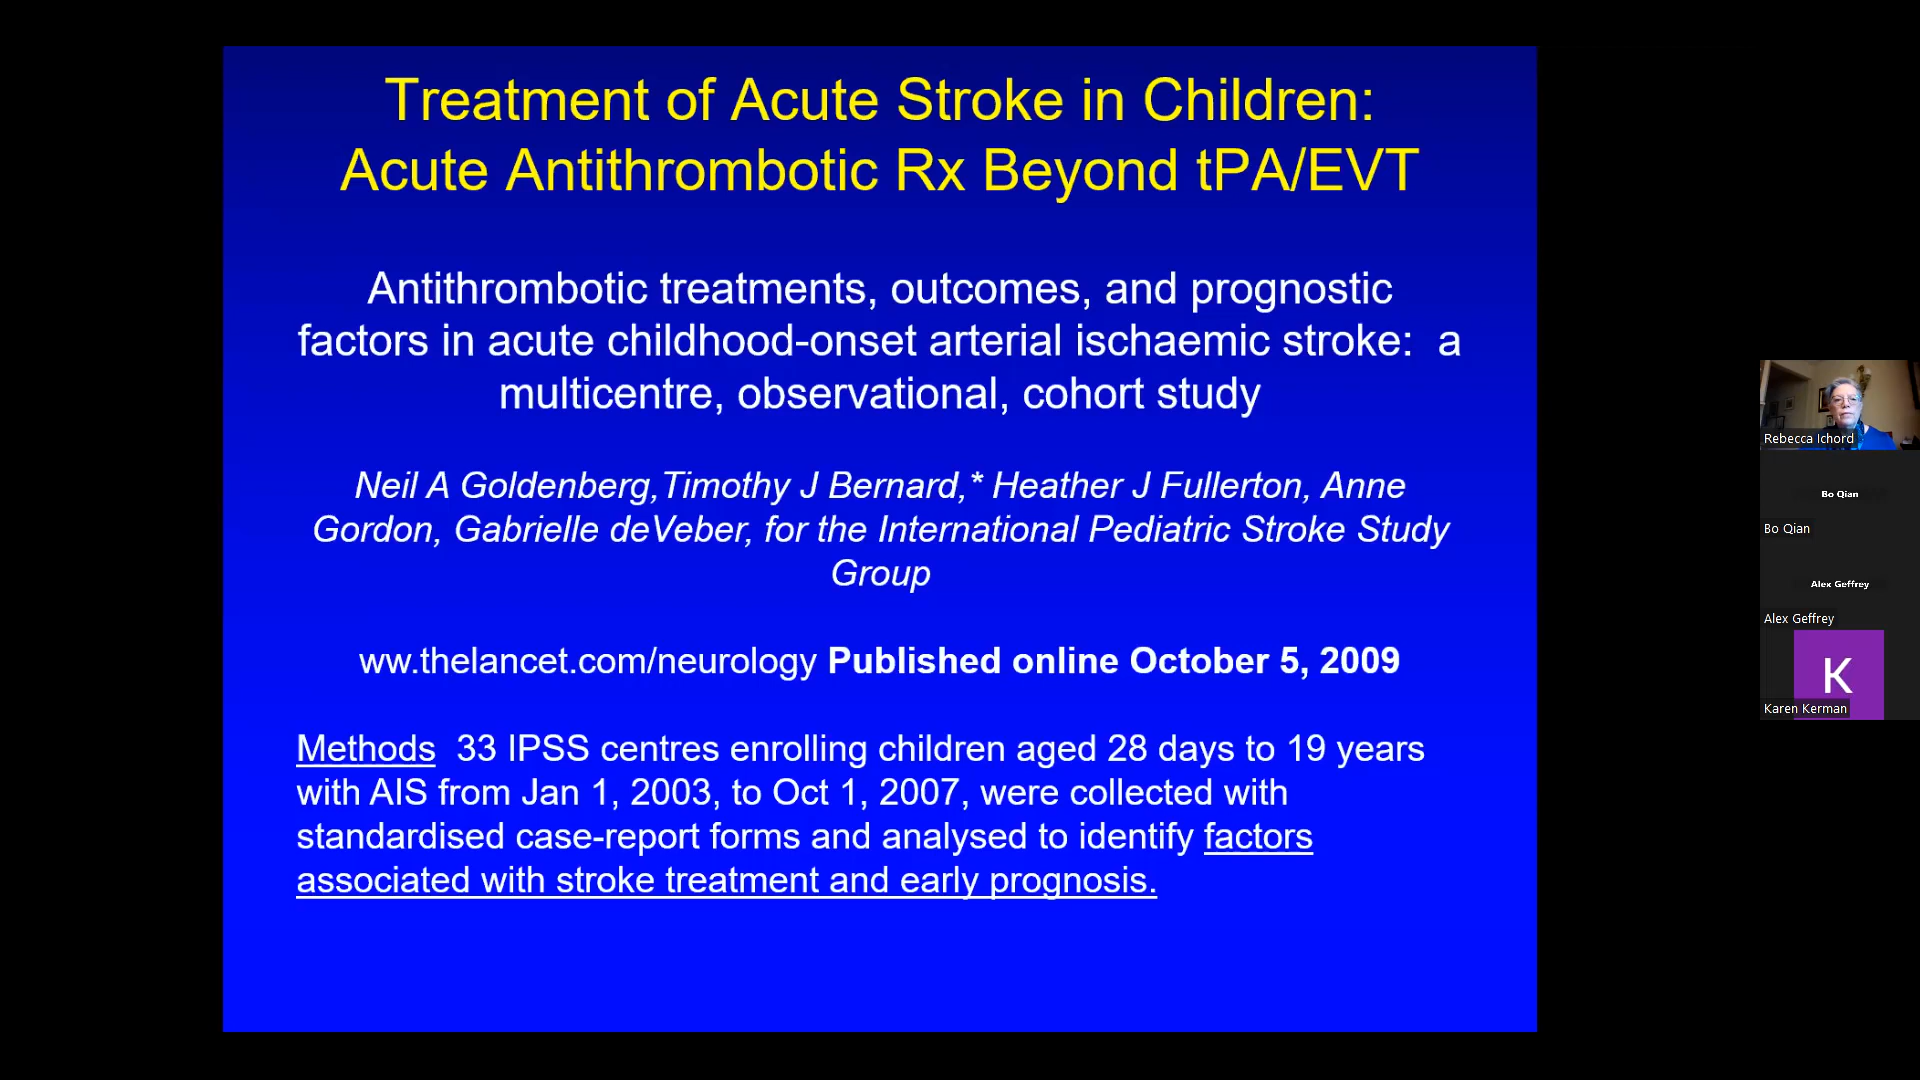 Treatment of Acute Stroke in Children:
Acute Antithrombotic Rx Beyond tPA/EVT
Antithrombotic treatments, outcomes, and prognostic
factors in acute childhood-onset arterial ischaemic stroke:  a
multicentre, observational, cohort study
Neil A Goldenberg,Timothy J Bernard,* Heather J Fullerton, Anne
Gordon, Gabrielle deVeber, for the International Pediatric Stroke Study
Group
ww.thelancet.com/neurology Published online October 5, 2009
Methods  33 IPSS centres enrolling children aged 28 days to 19 years
with AIS from Jan 1, 2003, to Oct 1, 2007, were collected with
standardised case-report forms and analysed to identify factors
associated with stroke treatment and early prognosis.
Rebecca Ichord
Bo Qian
Bo Qian
Alex Geffrey
Alex Geffrey
K
Karen Kerman